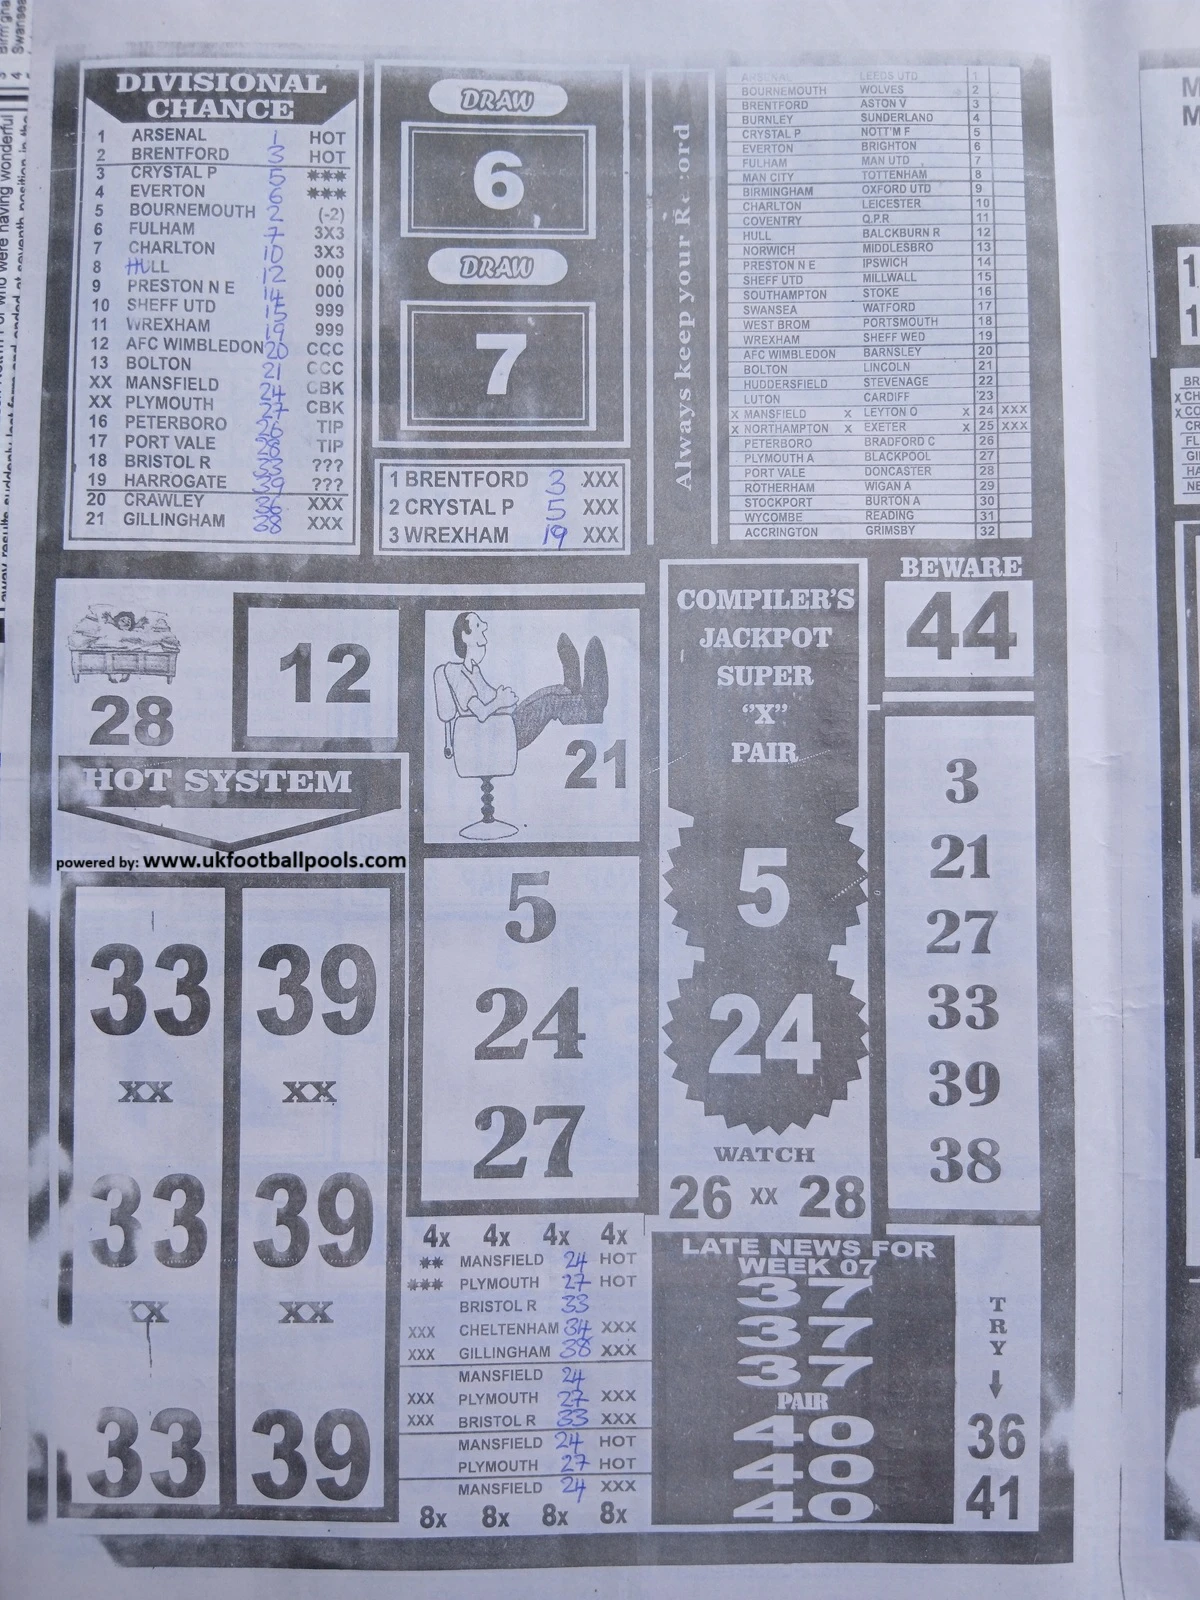 DIVISIONAL
CHANCE
1 ARSENAL 1 HOT
2 BRENTFORD 3 HOT
3 CRYSTAL P 5 ***
4 EVERTON 6 ***
5 BOURNEMOUTH 2 (-2)
6 FULHAM 7 3X3
7 CHARLTON 10 3X3
8 HULL 12 000
9 PRESTON N E 14 000
10 SHEFF UTD 15 999
11 WREXHAM 19 999
12 AFC WIMBLEDON 20 CCC
13 BOLTON 21 CCC
XX MANSFIELD 24 CBK
XX PLYMOUTH 27 CBK
16 PETERBORO 26 TIP
17 PORT VALE 28 TIP
18 BRISTOL R 33 ???
19 HARROGATE 39 ???
20 CRAWLEY 36 XXX
21 GILLINGHAM 38 XXX
DRAW
6
DRAW
7
1 BRENTFORD 3 XXX
2 CRYSTAL P 5 XXX
3 WREXHAM 19 XXX
Always keep your
ARSENAL LEEDS UTD 1
BOURNEMOUTH WOLVES 2
BRENTFORD ASTON V 3
BURNLEY SUNDERLAND 4
CRYSTAL P NOTT'M F 5
EVERTON BRIGHTON 6
FULHAM MAN UTD 7
MAN CITY TOTTENHAM 8
BIRMINGHAM OXFORD UTD 9
CHARLTON LEICESTER 10
COVENTRY Q.P.R 11
HULL BALCKBURN R 12
NORWICH MIDDLESBRO 13
PRESTON N E IPSWICH 14
SHEFF UTD MILLWALL 15
SOUTHAMPTON STOKE 16
SWANSEA WATFORD 17
WEST BROM PORTSMOUTH 18
WREXHAM SHEFF WED 19
AFC WIMBLEDON BARNSLEY 20
BOLTON LINCOLN 21
HUDDERSFIELD STEVENAGE 22
LUTON CARDIFF 23
X MANSFIELD X LEYTON O X 24 XXX
X NORTHAMPTON X EXETER X 25 XXX
PETERBORO BRADFORD C 26
PLYMOUTH A BLACKPOOL 27
PORT VALE DONCASTER 28
ROTHERHAM WIGAN A 29
STOCKPORT BURTON A 30
WYCOMBE READING 31
ACCRINGTON GRIMSBY 32
28
12
HOT SYSTEM
powered by: www.ukfootballpools.com
33 39
XX XX
33 39
XX XX
33 39
21
5
24
27
4x 4x 4x 4x
** MANSFIELD 24 HOT
*** PLYMOUTH 27 HOT
BRISTOL R 33
XXX CHELTENHAM 34 XXX
XXX GILLINGHAM 38 XXX
MANSFIELD 24
XXX PLYMOUTH 27 XXX
XXX BRISTOL R 33 XXX
MANSFIELD 24 HOT
PLYMOUTH 27 HOT
MANSFIELD 24 XXX
8x 8x 8x 8x
COMPILER'S
JACKPOT
SUPER
"X"
PAIR
5
24
WATCH
26 XX 28
BEWARE
44
3
21
27
33
39
38
LATE NEWS FOR
WEEK 07
37
37
37
PAIR
40
40
40
TRY
36
41